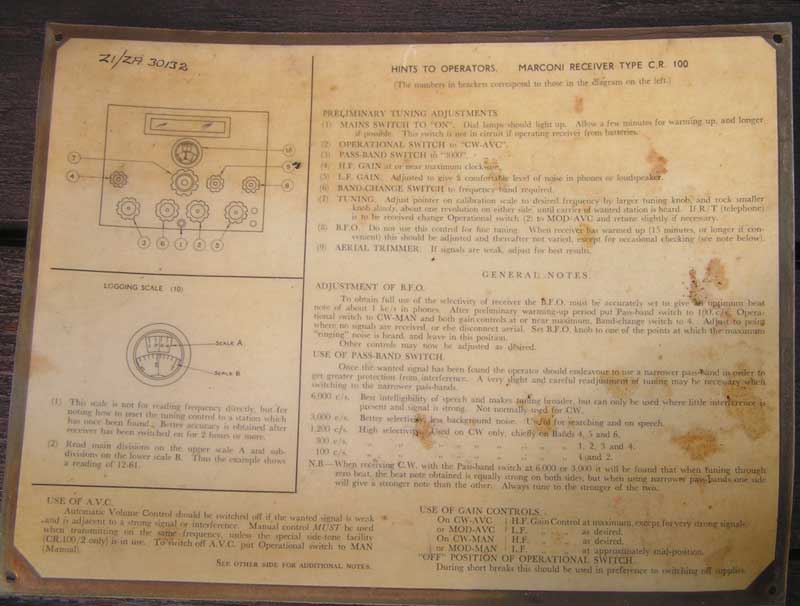 Z1/ZA 30132
HINTS TO OPERATORS. MARCONI RECEIVER TYPE C.R. 100
(The numbers in brackets correspond to those in the diagram on the left.)
PRELIMINARY TUNING ADJUSTMENTS
(1) MAINS SWITCH TO "ON". Dial lamps should light up. Allow a few minutes for warming up, and longer
if possible. This switch is not in circuit if operating receiver from batteries.
(2) OPERATIONAL SWITCH to "CW-AVC".
(3) PASS-BAND SWITCH to "3000".
(4) H.F. GAIN at or near maximum clockwise.
(5) L.F. GAIN. Adjusted to give a comfortable level of noise in phones or loudspeaker.
(6) BAND-CHANGE SWITCH to frequency band required.
(7) TUNING. Adjust pointer on calibration scale to desired frequency by larger tuning knob, and rock smaller
knob slowly, about one revolution on either side, until carrier of wanted station is heard. If R/T (telephone)
is to be received change Operational switch (2) to MOD-AVC and retune slightly if necessary.
(8) B.F.O. Do not use this control for fine tuning. When receiver has warmed up (15 minutes, or longer if con-
venient) this should be adjusted and thereafter not varied, except for occasional checking (see note below).
(9) AERIAL TRIMMER. If signals are weak, adjust for best results.
7
4
10
9
8
3
6
1
2
5
GENERAL NOTES.
ADJUSTMENT OF B.F.O.
To obtain full use of the selectivity of receiver the B.F.O. must be accurately set to give an optimum beat
note of about 1 kc/s in phones. After preliminary warming-up period put Pass-band switch to 100 c/s, Opera-
tional switch to CW-MAN and both gain controls at or near maximum, Band-change switch to 4. Adjust to point
where no signals are received, or else disconnect aerial. Set B.F.O. knob to one of the points at which the maximum
"ringing" noise is heard, and leave in this position.
Other controls may now be adjusted as desired.
USE OF PASS-BAND SWITCH.
Once the wanted signal has been found the operator should endeavour to use a narrower pass-band in order to
get greater protection from interference. A very slight and careful readjustment of tuning may be necessary when
switching to the narrower pass-bands.
6,000 c/s. Best intelligibility of speech and makes tuning broader, but can only be used where little interference is
present and signal is strong. Not normally used for CW.
3,000 c/s. Better selectivity, less background noise. Useful for searching and on speech.
1,200 c/s. High selectivity. Used on CW only, chiefly on Bands 4, 5 and 6.
300 c/s. " " " " " " " 1, 2, 3 and 4.
100 c/s. " " " " " " " 1 and 2.
N.B.—When receiving C.W. with the Pass-band switch at 6,000 or 3,000 it will be found that when tuning through
zero beat, the beat note obtained is equally strong on both sides, but when using narrower pass-bands one side
will give a stronger note than the other. Always tune to the stronger of the two.
LOGGING SCALE (10)
SCALE A
SCALE B
(1) This scale is not for reading frequency directly, but for
noting how to reset the tuning control to a station which
has once been found. Better accuracy is obtained after
receiver has been switched on for 2 hours or more.
(2) Read main divisions on the upper scale A and sub-
divisions on the lower scale B. Thus the example shows
a reading of 12-61.
USE OF A.V.C.
Automatic Volume Control should be switched off if the wanted signal is weak
and is adjacent to a strong signal or interference. Manual control MUST be used
when transmitting on the same frequency, unless the special side-tone facility
(CR.100/2 only) is in use. To switch off A.V.C. put Operational switch to MAN
(Manual).
SEE OTHER SIDE FOR ADDITIONAL NOTES.
USE OF GAIN CONTROLS.
On CW-AVC H.F. Gain Control at maximum, except for very strong signals.
or MOD-AVC L.F. " " as desired.
On CW-MAN H.F. " " as desired.
or MOD-MAN L.F. " " at approximately mid-position.
"OFF" POSITION OF OPERATIONAL SWITCH.
During short breaks this should be used in preference to switching off supplies.